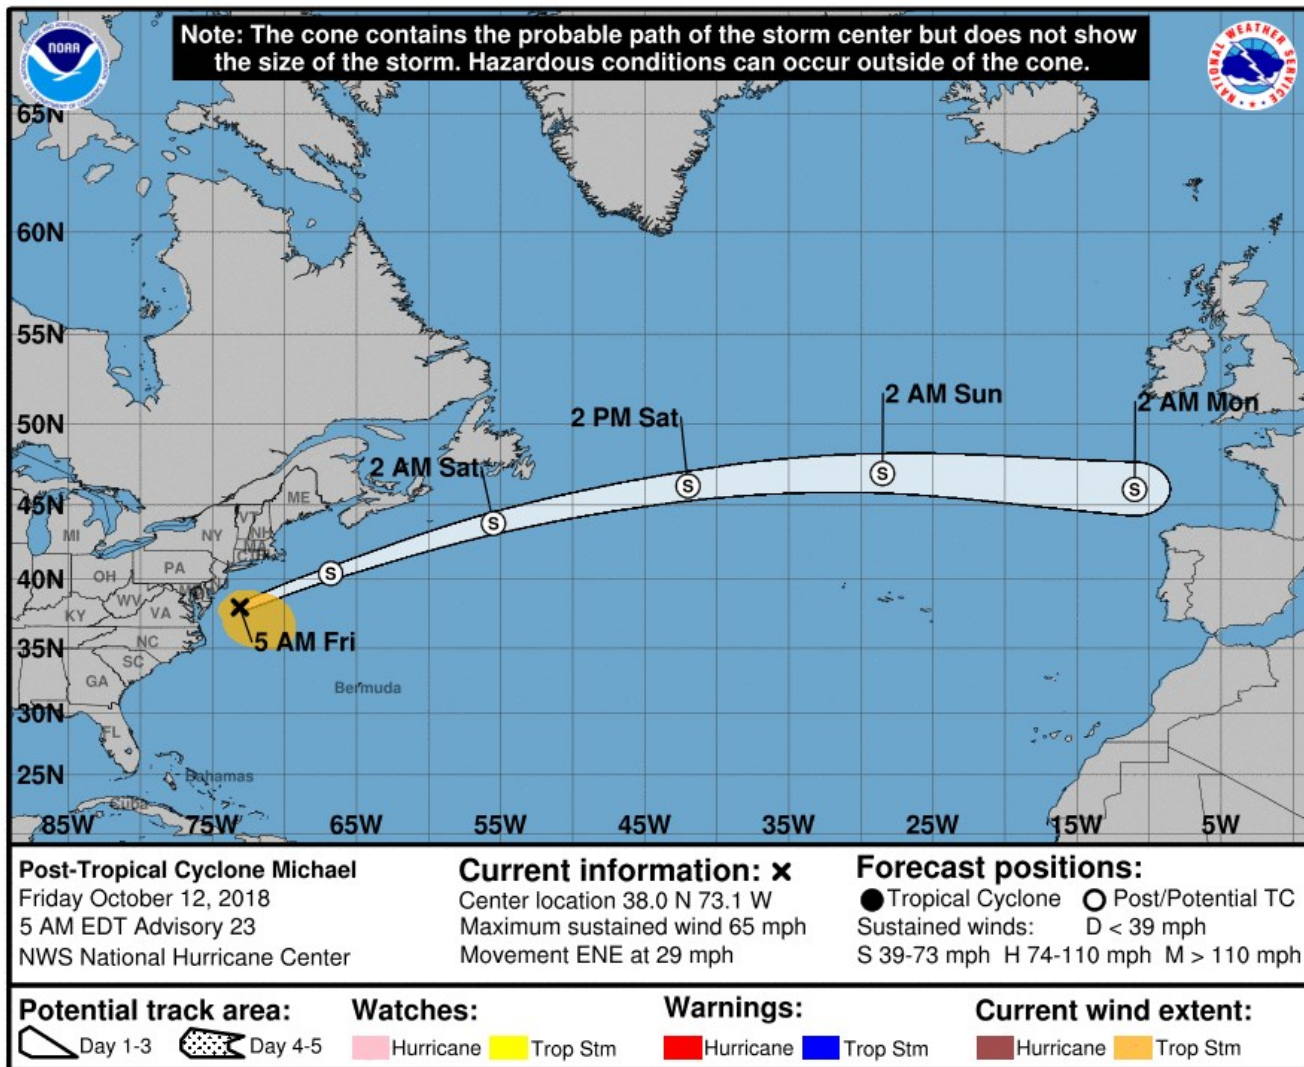 Note: The cone contains the probable path of the storm center but does not show
the size of the storm. Hazardous conditions can occur outside of the cone.
NOAA
NATIONAL WEATHER SERVICE
65N
60N
55N
50N
45N
40N
35N
30N
25N
2 AM Sun
2 AM Mon
2 PM Sat
2 AM Sat
5 AM Fri
ME
VT
NH
MA
NY
MI
PA
OH
WV
VA
KY
NC
SC
GA
FL
Bermuda
Bahamas
Cuba
85W 75W 65W 55W 45W 35W 25W 15W 5W
Post-Tropical Cyclone Michael
Friday October 12, 2018
5 AM EDT Advisory 23
NWS National Hurricane Center
Current information: ×
Center location 38.0 N 73.1 W
Maximum sustained wind 65 mph
Movement ENE at 29 mph
Forecast positions:
Tropical Cyclone Post/Potential TC
Sustained winds: D < 39 mph
S 39-73 mph H 74-110 mph M > 110 mph
Potential track area:
Day 1-3 Day 4-5
Watches:
Hurricane Trop Stm
Warnings:
Hurricane Trop Stm
Current wind extent:
Hurricane Trop Stm
S
S
S
S
S